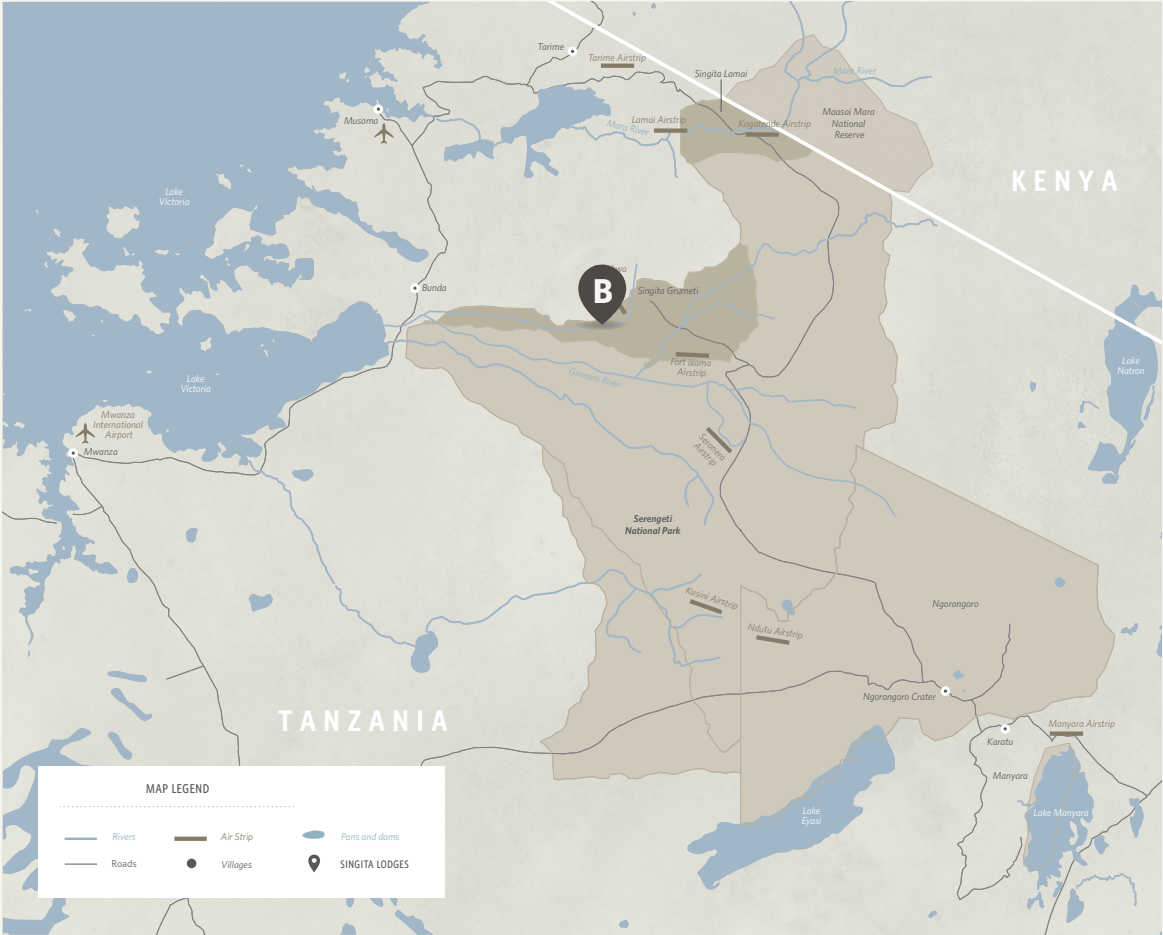 Tarime
Tarime Airstrip
Singita Lamai
Mara River
Musoma
Lamai Airstrip
Mara River
Kogatende Airstrip
Maasai Mara
National
Reserve
KENYA
Lake
Victoria
Bunda
B
Singita Grumeti
Fort ikoma
Airstrip
Grumeti River
Lake
Natron
Lake
Victoria
Mwanza
International
Airport
Mwanza
Seronera
Airstrip
Serengeti
National Park
Kusini Airstrip
Ndutu Airstrip
Ngorongoro
Ngorongoro Crater
TANZANIA
Manyara Airstrip
Karatu
Manyara
Lake
Eyasi
Lake Manyara
MAP LEGEND
Rivers
Air Strip
Pans and dams
Roads
Villages
SINGITA LODGES